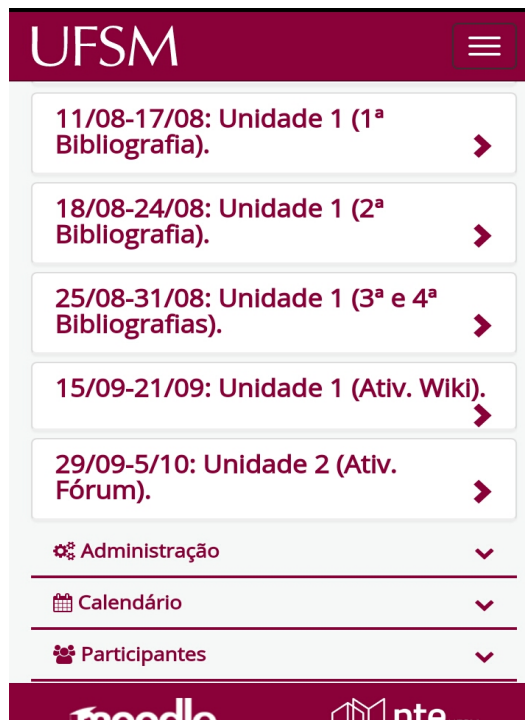 UFSM
11/08-17/08: Unidade 1 (1ª
Bibliografia).
18/08-24/08: Unidade 1 (2ª
Bibliografia).
25/08-31/08: Unidade 1 (3ª e 4ª
Bibliografias).
15/09-21/09: Unidade 1 (Ativ. Wiki).
29/09-5/10: Unidade 2 (Ativ.
Fórum).
Administração
Calendário
Participantes
moodle nte